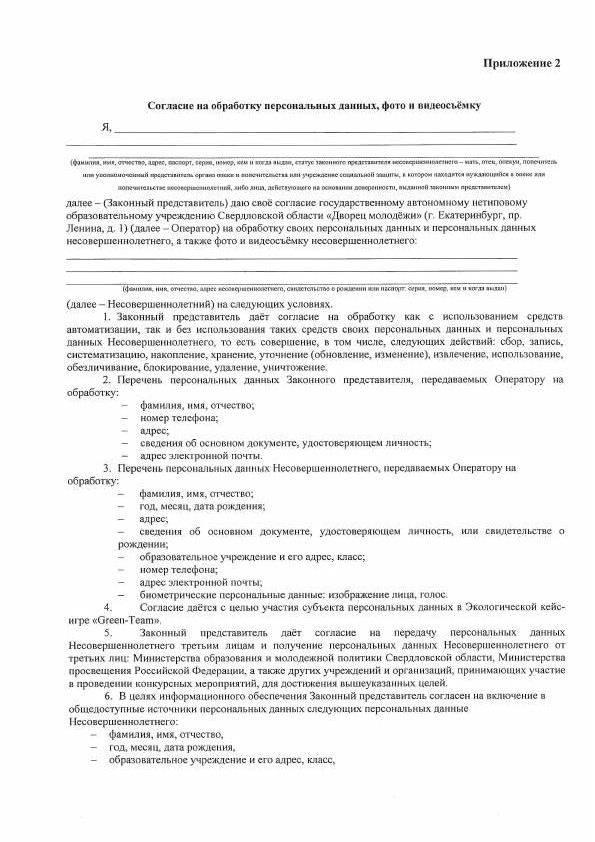 Приложение 2
Согласие на обработку персональных данных, фото и видеосъёмку
Я,
(фамилия, имя, отчество, адрес, паспорт, серия, номер, кем и когда выдан, статус законного представителя несовершеннолетнего – мать, отец, опекун, попечитель
или уполномоченный представитель органа опеки и попечительства или учреждение социальной защиты, в котором находится нуждающийся в опеке или
попечительстве несовершеннолетний, либо лица, действующего на основании доверенности, выданной законным представителем)
далее – (Законный представитель) даю своё согласие государственному автономному нетиповому
образовательному учреждению Свердловской области «Дворец молодёжи» (г. Екатеринбург, пр.
Ленина, д. 1) (далее – Оператор) на обработку своих персональных данных и персональных данных
несовершеннолетнего, а также фото и видеосъёмку несовершеннолетнего:
(фамилия, имя, отчество, адрес несовершеннолетнего, свидетельство о рождении или паспорт: серия, номер, кем и когда выдан)
(далее – Несовершеннолетний) на следующих условиях.
1. Законный представитель даёт согласие на обработку как с использованием средств
автоматизации, так и без использования таких средств своих персональных данных и персональных
данных Несовершеннолетнего, то есть совершение, в том числе, следующих действий: сбор, запись,
систематизацию, накопление, хранение, уточнение (обновление, изменение), извлечение, использование,
обезличивание, блокирование, удаление, уничтожение.
2. Перечень персональных данных Законного представителя, передаваемых Оператору на
обработку:
– фамилия, имя, отчество;
– номер телефона;
– адрес;
– сведения об основном документе, удостоверяющем личность;
– адрес электронной почты.
3. Перечень персональных данных Несовершеннолетнего, передаваемых Оператору на
обработку:
– фамилия, имя, отчество;
– год, месяц, дата рождения;
– адрес;
– сведения об основном документе, удостоверяющем личность, или свидетельстве о
рождении;
– образовательное учреждение и его адрес, класс;
– номер телефона;
– адрес электронной почты;
– биометрические персональные данные: изображение лица, голос.
4. Согласие даётся с целью участия субъекта персональных данных в Экологической кейс-
игре «Green-Team».
5. Законный представитель даёт согласие на передачу персональных данных
Несовершеннолетнего третьим лицам и получение персональных данных Несовершеннолетнего от
третьих лиц: Министерства образования и молодежной политики Свердловской области, Министерства
просвещения Российской Федерации, а также других учреждений и организаций, принимающих участие
в проведении конкурсных мероприятий, для достижения вышеуказанных целей.
6. В целях информационного обеспечения Законный представитель согласен на включение в
общедоступные источники персональных данных следующих персональных данные
Несовершеннолетнего:
– фамилия, имя, отчество,
– год, месяц, дата рождения,
– образовательное учреждение и его адрес, класс,